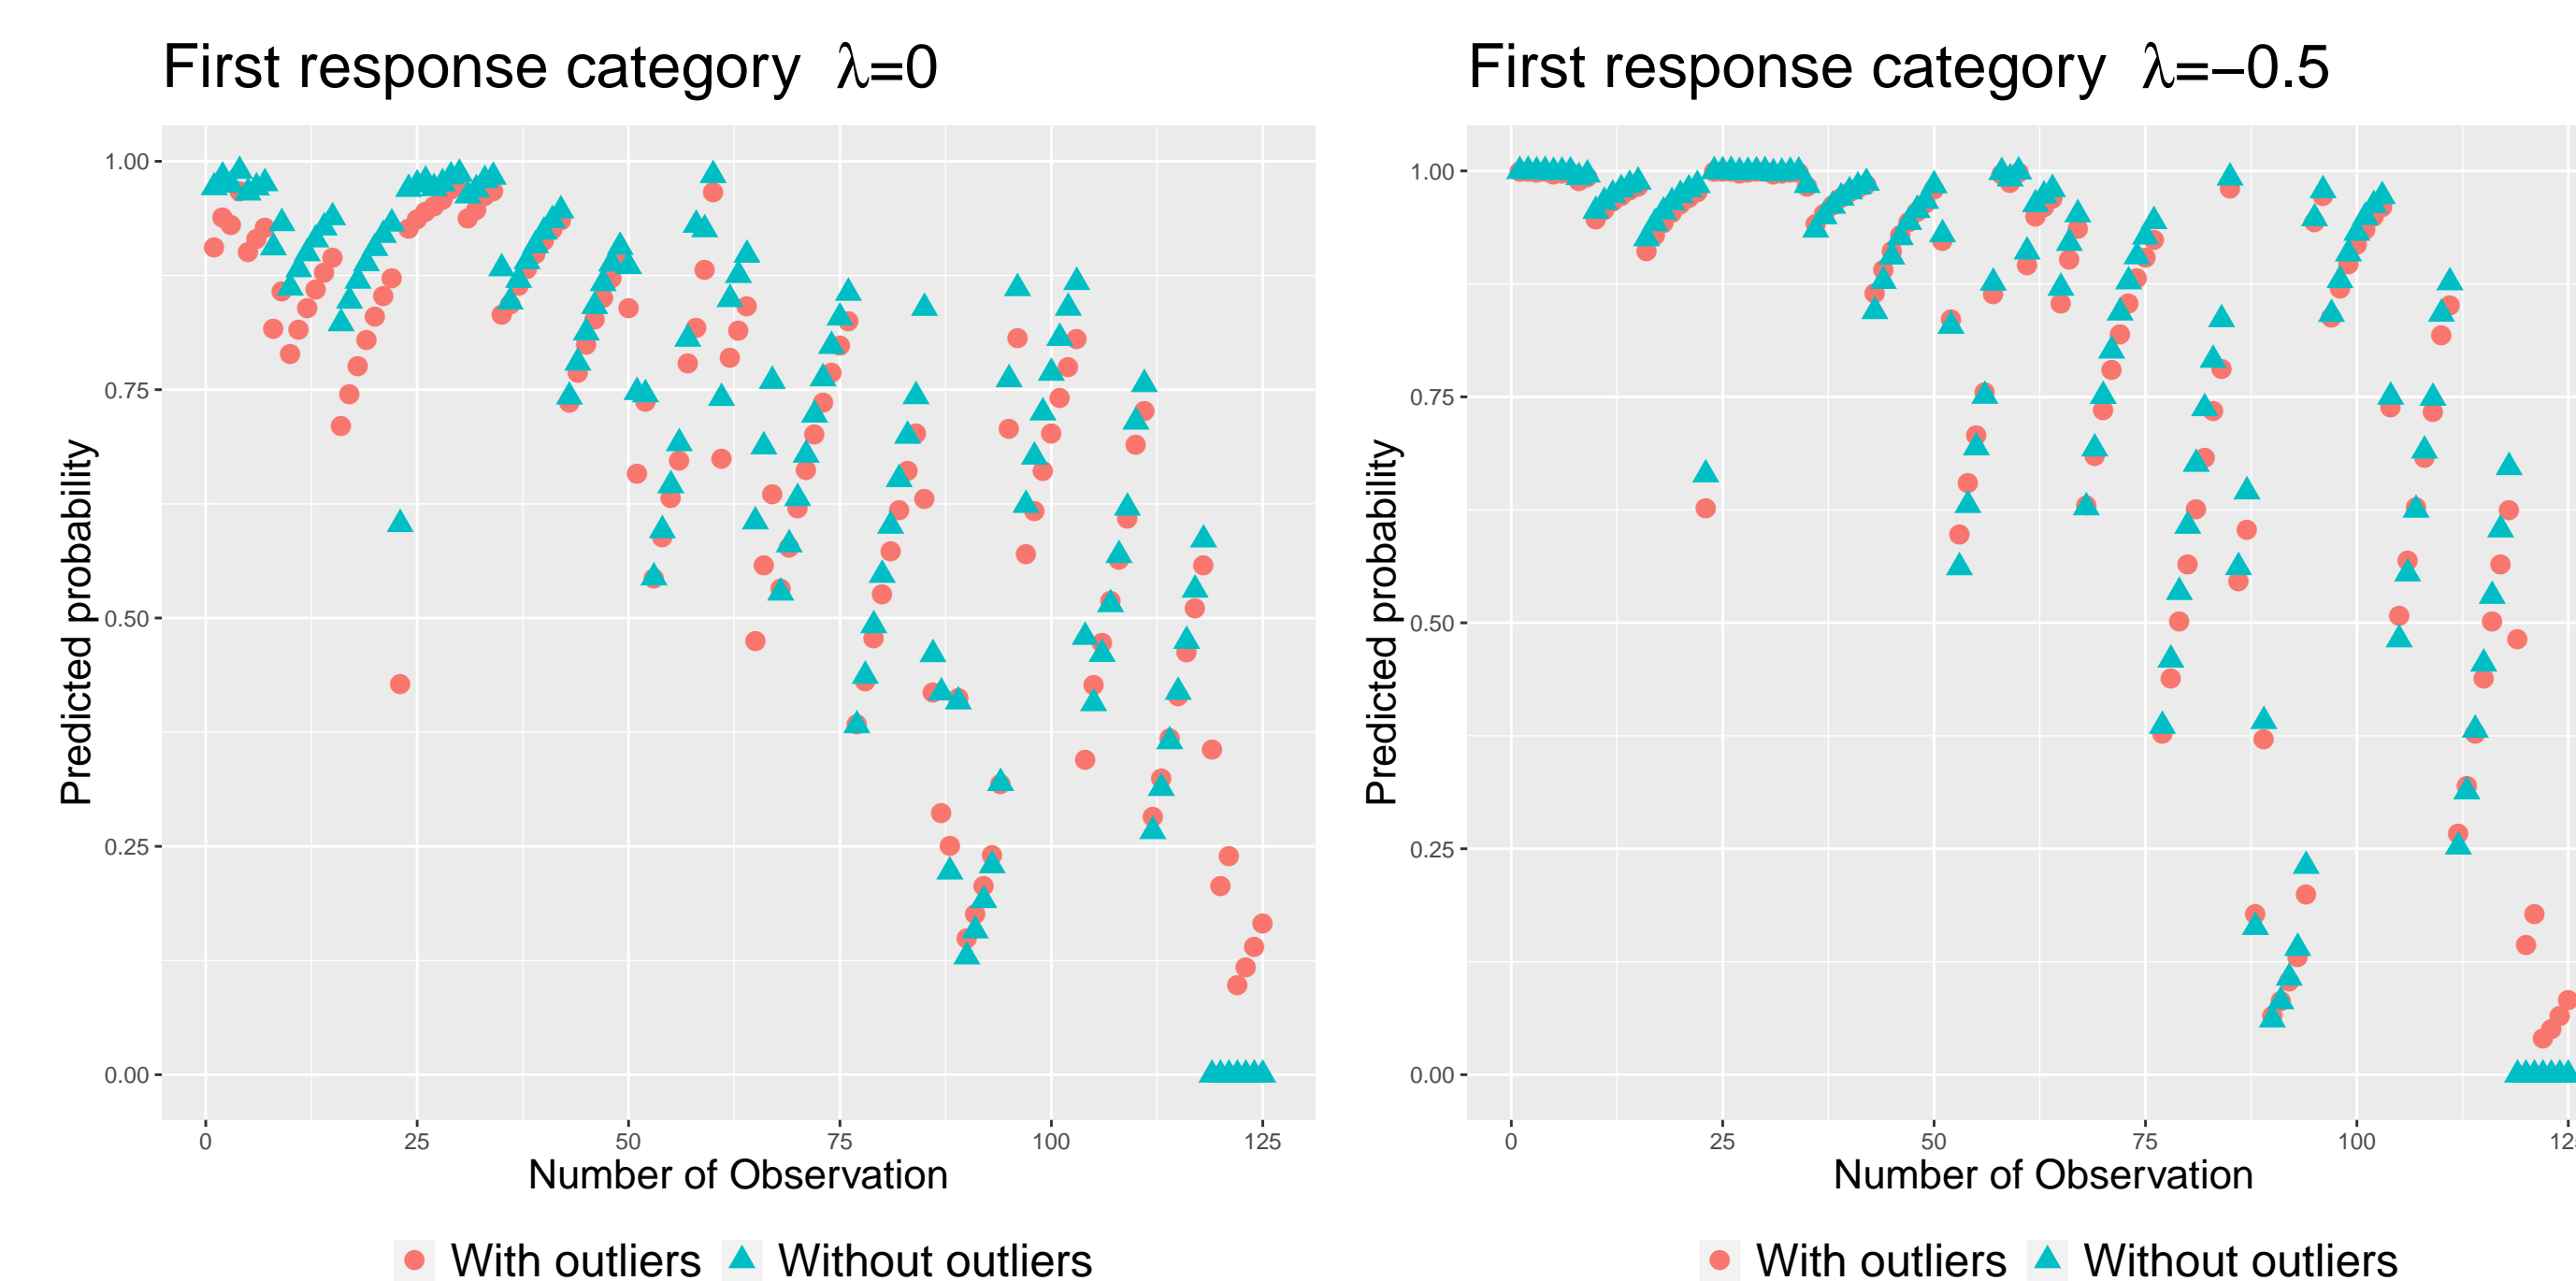 First response category λ=0
1.00
0.75
0.50
0.25
0.00
Predicted probability
0 25 50 75 100 125
Number of Observation
With outliers Without outliers
First response category λ=−0.5
1.00
0.75
0.50
0.25
0.00
Predicted probability
0 25 50 75 100 12
Number of Observation
With outliers Without outliers